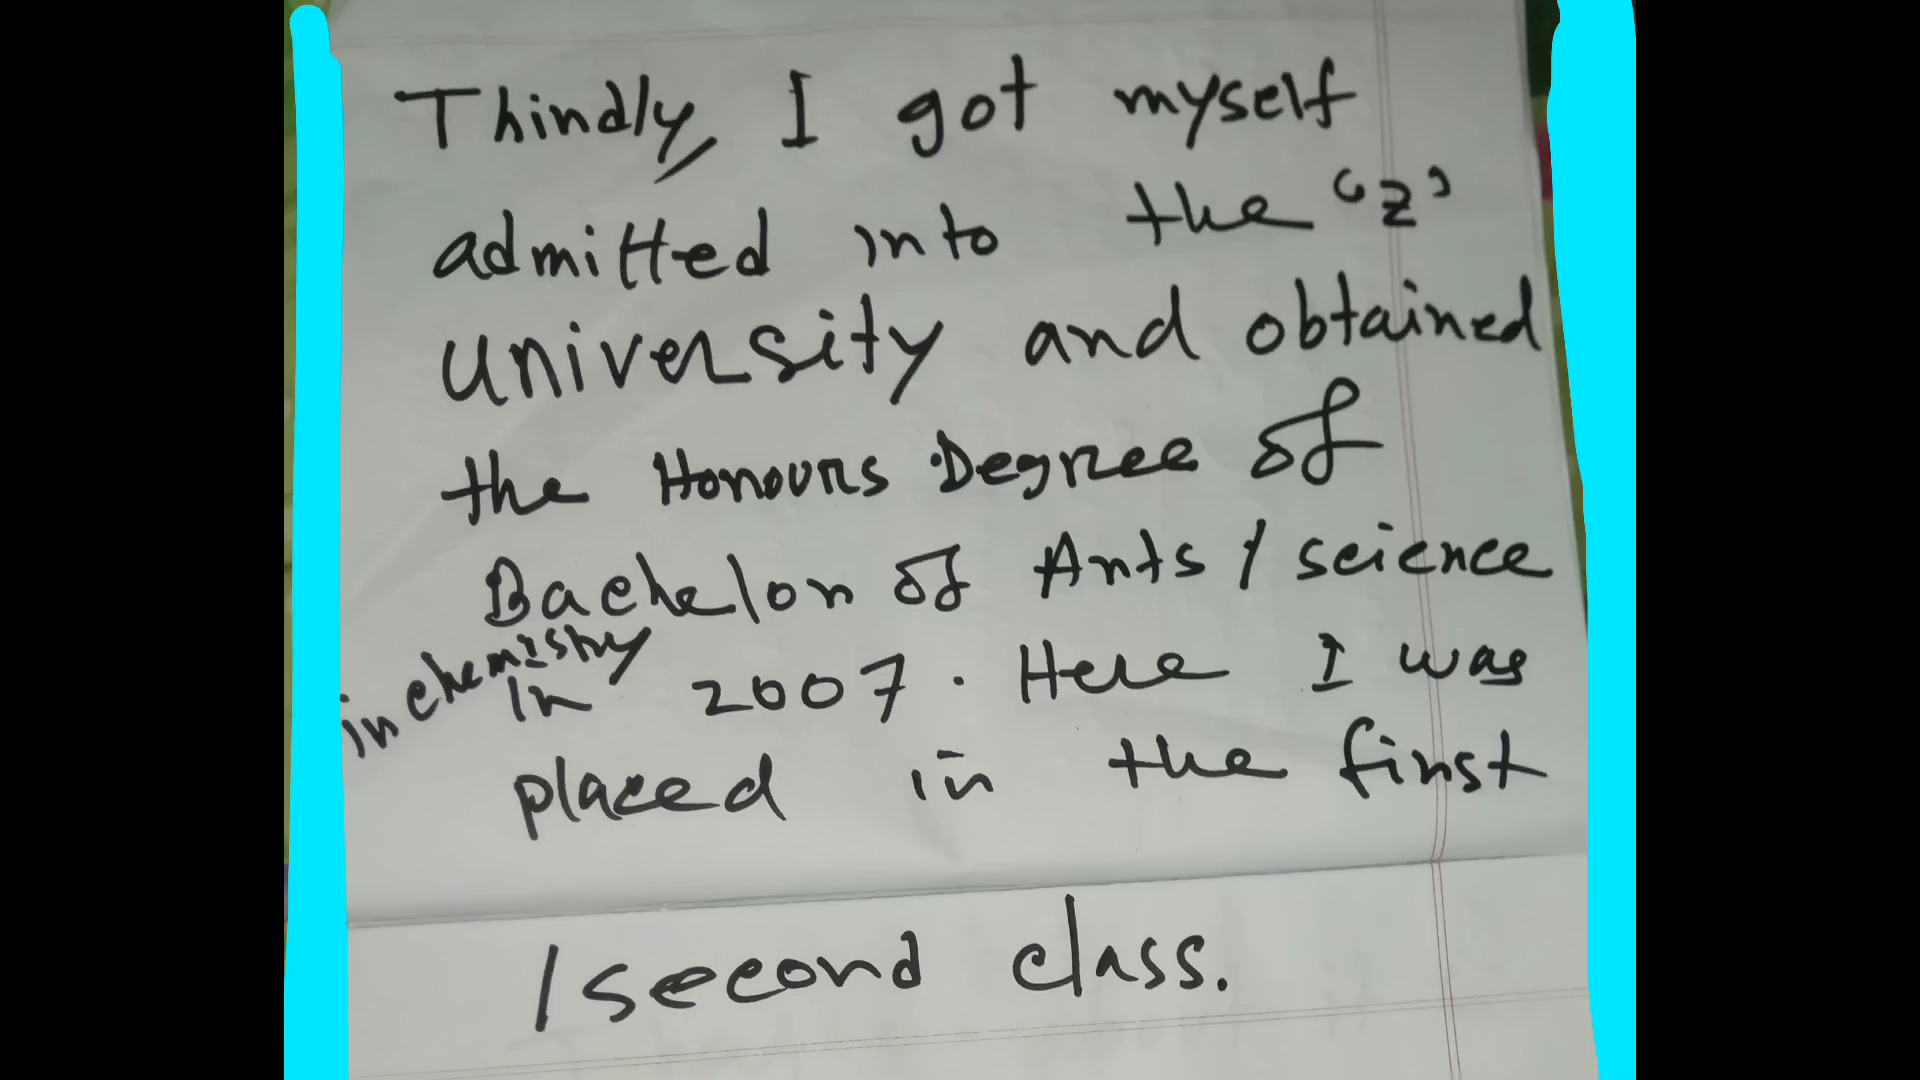 Thirdly, I got myself
admitted into the 'Z'
University and obtained
the Honours Degree of
Bachelor of Arts / science
in chemistry
in 2007. Here I was
placed in the first
/ second class.